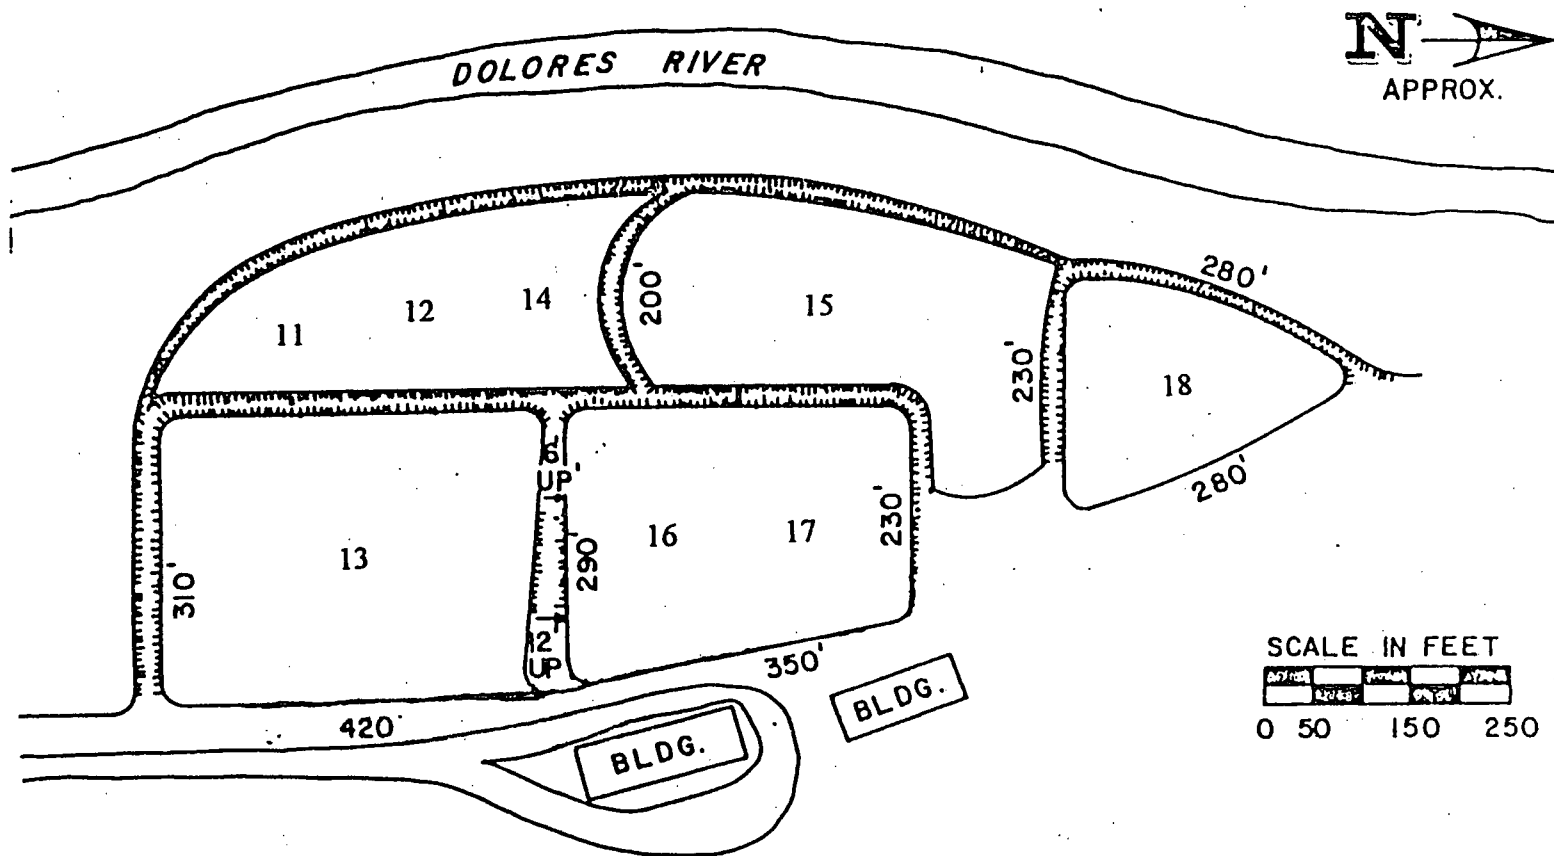 N
APPROX.
DOLORES RIVER
280'
200'
14
12
15
11
230'
18
6'
UP
280'
230'
16
17
13
290'
310'
12'
UP
SCALE IN FEET
350'
BLDG.
420'
BLDG.
0 50 150 250